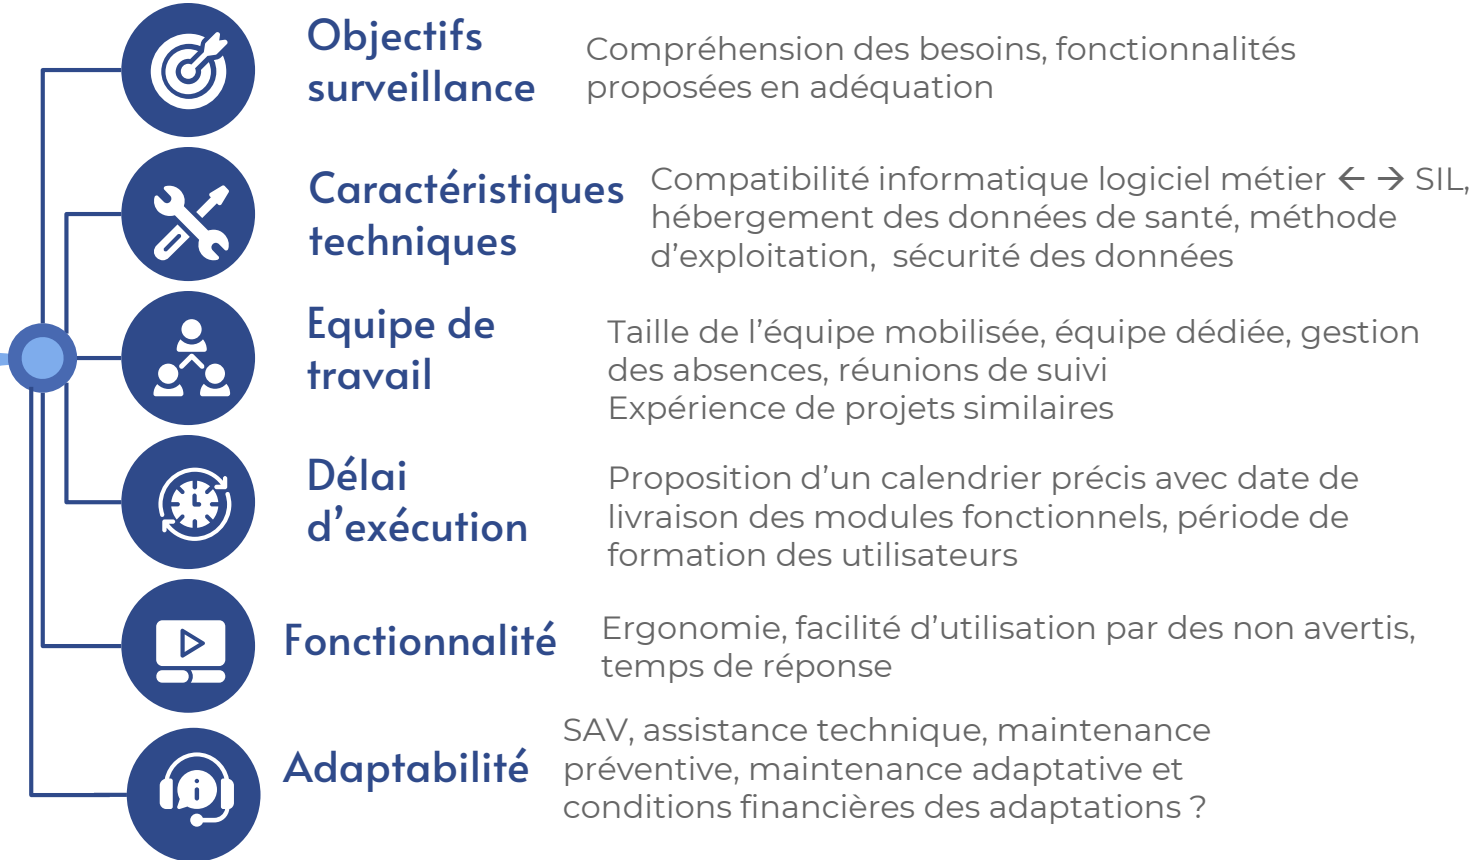 Objectifs
surveillance
Compréhension des besoins, fonctionnalités
proposées en adéquation
Caractéristiques
techniques
Compatibilité informatique logiciel métier ← → SIL,
hébergement des données de santé, méthode
d’exploitation,  sécurité des données
Equipe de
travail
Taille de l’équipe mobilisée, équipe dédiée, gestion
des absences, réunions de suivi
Expérience de projets similaires
Délai
d’exécution
Proposition d’un calendrier précis avec date de
livraison des modules fonctionnels, période de
formation des utilisateurs
Fonctionnalité
Ergonomie, facilité d’utilisation par des non avertis,
temps de réponse
Adaptabilité
SAV, assistance technique, maintenance
préventive, maintenance adaptative et
conditions financières des adaptations ?